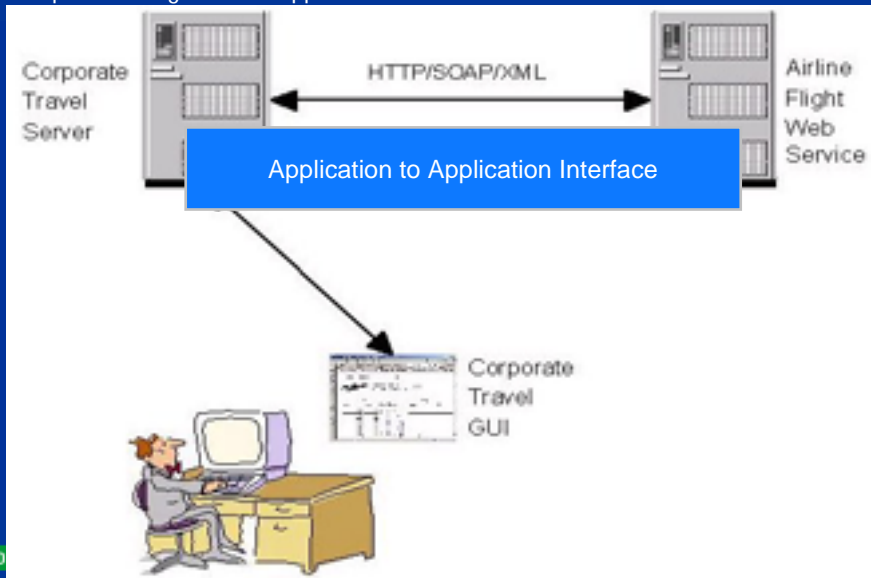 Corporate
Travel
Server
HTTP/SOAP/XML
Airline
Flight
Web
Service
Application to Application Interface
Corporate
Travel
GUI